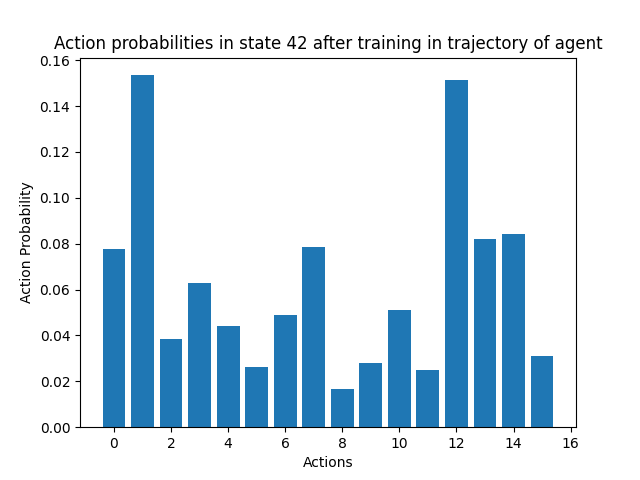 Action probabilities in state 42 after training in trajectory of agent
0.16
0.14
0.12
0.10
0.08
0.06
0.04
0.02
0.00
Action Probability
0 2 4 6 8 10 12 14 16
Actions